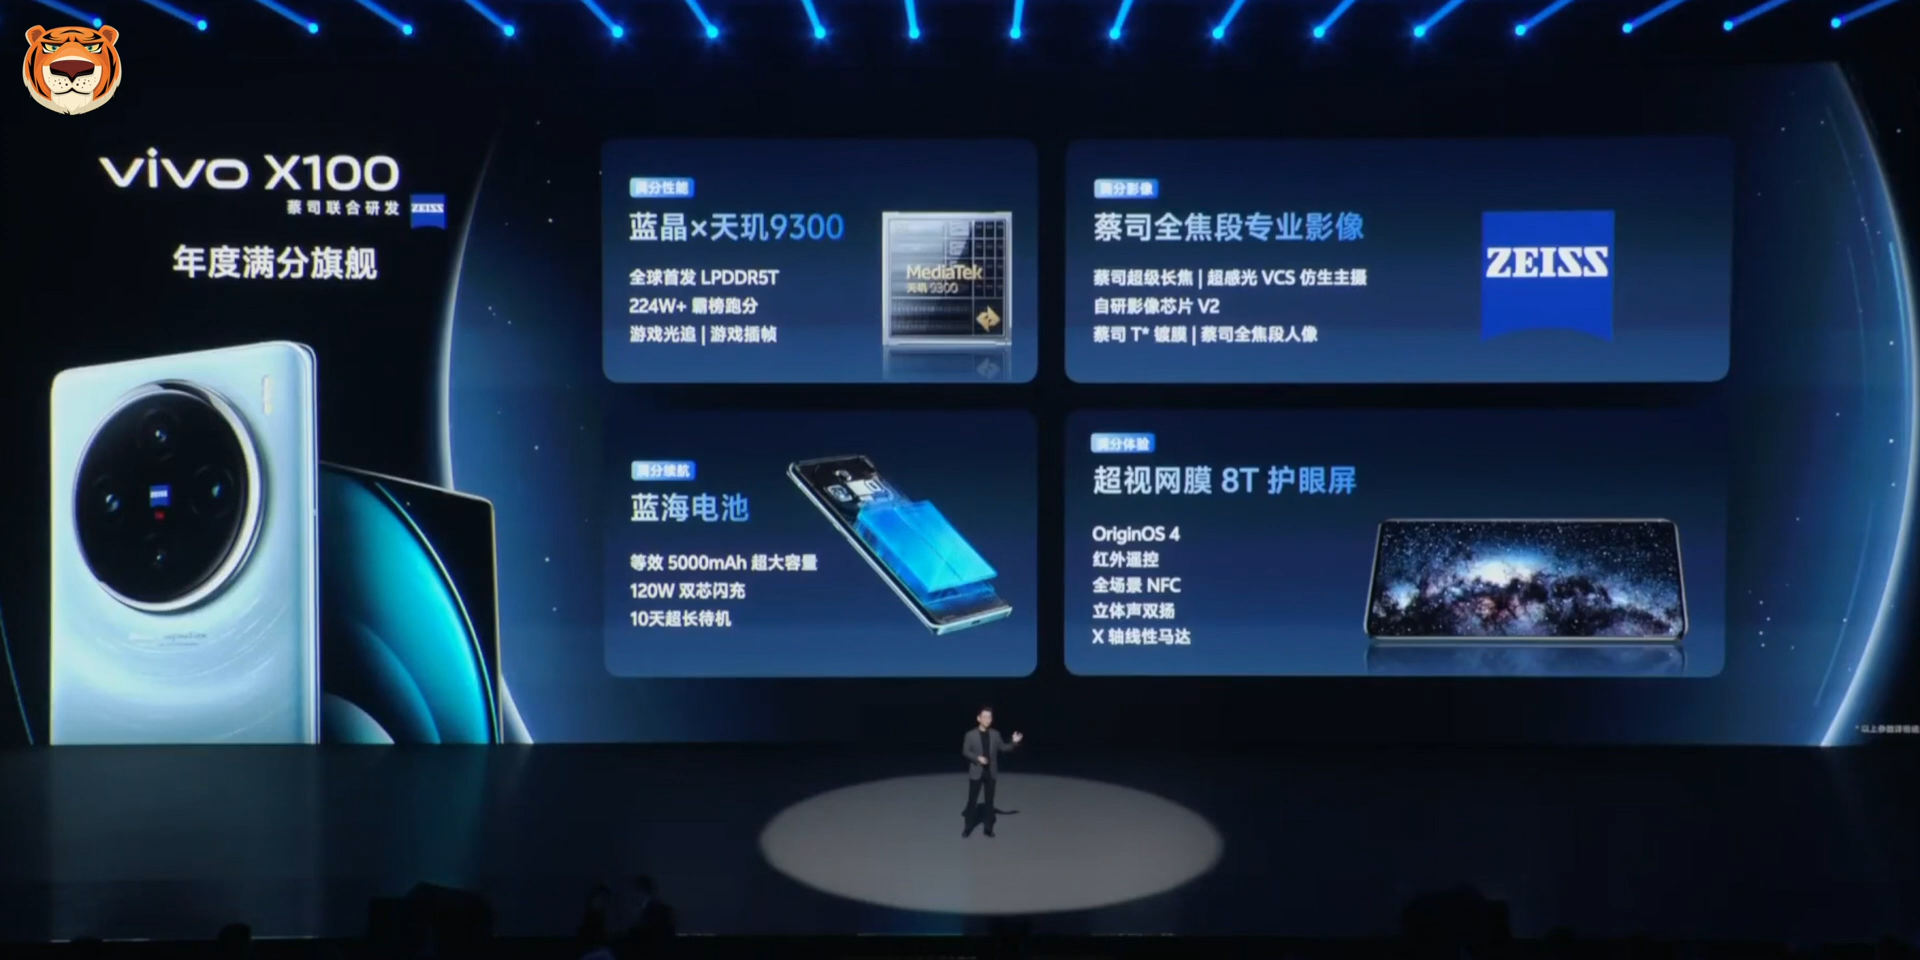 vivo X100
蔡司联合研发
ZEISS
年度满分旗舰
满分性能
蓝晶×天玑9300
全球首发 LPDDR5T
224W+ 霸榜跑分
游戏光追 | 游戏插帧
MediaTek
天玑 9300
满分影像
蔡司全焦段专业影像
蔡司超级长焦 | 超感光 VCS 仿生主摄
自研影像芯片 V2
蔡司 T* 镀膜 | 蔡司全焦段人像
ZEISS
满分续航
蓝海电池
等效 5000mAh 超大容量
120W 双芯闪充
10天超长待机
满分体验
超视网膜 8T 护眼屏
OriginOS 4
红外遥控
全场景 NFC
立体声双扬
X 轴线性马达
ZEISS